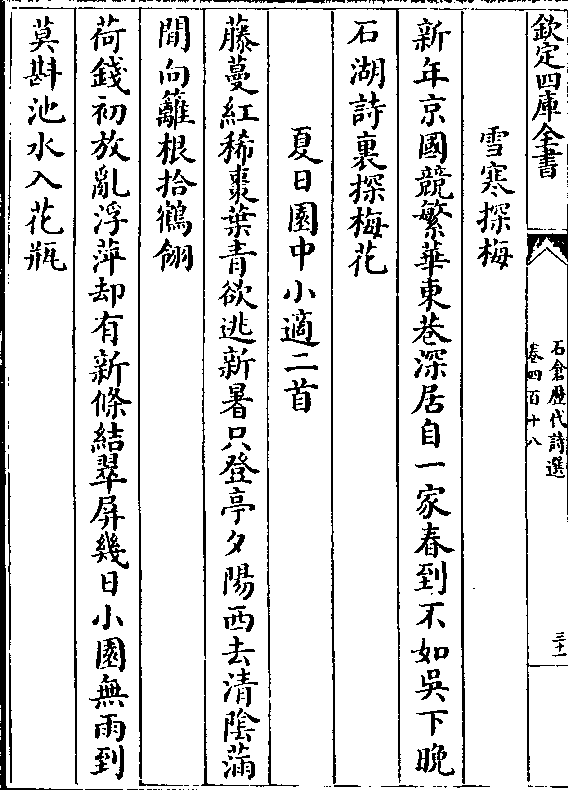 欽定四庫全書
石倉歷代詩選
卷四百十八
三十一
雪寒探梅
新年京國競繁華東巷深居自一家春到不如吳下晚
石湖詩裏探梅花
夏日園中小適二首
藤蔓紅稀棗葉青欲逃新暑只登亭夕陽西去清陰滿
閒向籬根拾鶴翎
荷錢初放亂浮萍却有新條結翠屏幾日小園無雨到
莫斟池水入花瓶